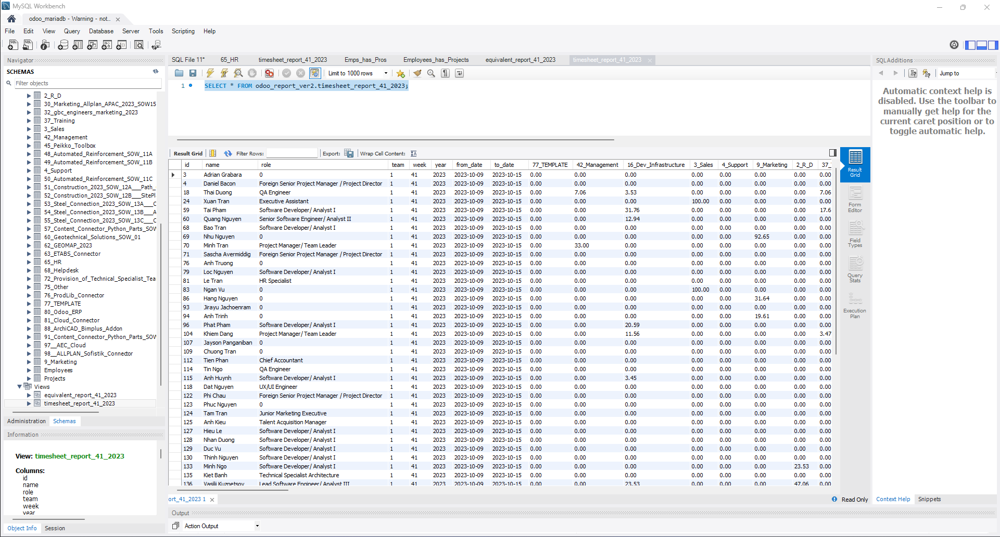 MySQL Workbench
odoo_mariadb - Warning - not...
File Edit View Query Database Server Tools Scripting Help
Navigator
SCHEMAS
Filter objects
2_R_D
30_Marketing_Allplan_APAC_2023_SOW15
32_gbc_engineers_marketing_2023
37_Training
3_Sales
42_Management
45_Peikko_Toolbox
48_Automated_Reinforcement_SOW_11A
49_Automated_Reinforcement_SOW_11B
4_Support
50_Automated_Reinforcement_SOW_11C
51_Construction_2023_SOW_12A___Path_
52_Construction_2023_SOW_12B___SitePl
53_Steel_Connection_2023_SOW_13A___C
54_Steel_Connection_2023_SOW_13B___A
55_Steel_Connection_2023_SOW_13C___C
57_Content_Connector_Python_Parts_SOW
60_Geotechnical_Solutions_SOW_01
62_GEOMAP_2023
63_ETABS_Connector
65_HR
68_Helpdesk
72_Provision_of_Technical_Specialist_Tea
75_Other
76_ProdLib_Connector
77_TEMPLATE
80_Odoo_ERP
81_Cloud_Connector
88_ArchiCAD_Bimplus_Addon
91_Content_Connector_Python_Parts_SOW
97__AEC_Cloud
98__ALLPLAN_Sofistik_Connector
9_Marketing
Employees
Projects
Views
equivalent_report_41_2023
timesheet_report_41_2023
Administration Schemas
Information
View: timesheet_report_41_2023
Columns:
id
name
role
team
week
year
Object Info Session
SQL File 11* 65_HR timesheet_report_41_2023 Emps_has_Pros Employees_has_Projects equivalent_report_41_2023 timesheet_report_41_2023
Limit to 1000 rows
1 SELECT * FROM odoo_report_ver2.timesheet_report_41_2023;
Result Grid Filter Rows: Export: Wrap Cell Content:
id name role team week year from_date to_date 77_TEMPLATE 42_Management 16_Dev_Infrastructure 3_Sales 4_Support 9_Marketing 2_R_D 37_
3 Adrian Grabara 0 1 41 2023 2023-10-09 2023-10-15 0.00 0.00 0.00 0.00 0.00 0.00 0.00 0.00
4 Daniel Bacon Foreign Senior Project Manager / Project Director 1 41 2023 2023-10-09 2023-10-15 0.00 0.00 0.00 0.00 0.00 0.00 0.00 0.00
18 Thai Duong QA Engineer 1 41 2023 2023-10-09 2023-10-15 0.00 7.06 3.53 0.00 0.00 0.00 0.00 7.06
24 Xuan Tran Executive Assistant 1 41 2023 2023-10-09 2023-10-15 0.00 0.00 0.00 100.00 0.00 0.00 0.00 0.00
59 Tai Pham Software Developer/ Analyst I 1 41 2023 2023-10-09 2023-10-15 0.00 0.00 31.76 0.00 0.00 0.00 0.00 17.6
60 Quang Nguyen Senior Software Engineer/ Analyst II 1 41 2023 2023-10-09 2023-10-15 0.00 0.00 12.94 0.00 0.00 0.00 0.00 0.00
68 Bao Tran Software Developer/ Analyst I 1 41 2023 2023-10-09 2023-10-15 0.00 0.00 0.00 0.00 0.00 0.00 0.00 0.00
69 Nhu Nguyen 0 1 41 2023 2023-10-09 2023-10-15 0.00 0.00 0.00 0.00 0.00 92.65 0.00 0.00
70 Minh Tran Project Manager/ Team Leader 1 41 2023 2023-10-09 2023-10-15 0.00 33.00 0.00 0.00 0.00 0.00 0.00 0.00
71 Sascha Avermiddig Foreign Senior Project Manager / Project Director 1 41 2023 2023-10-09 2023-10-15 0.00 0.00 0.00 0.00 0.00 0.00 0.00 0.00
76 Anh Truong 0 1 41 2023 2023-10-09 2023-10-15 0.00 0.00 0.00 0.00 0.00 0.00 0.00 0.00
79 Loc Nguyen Software Developer/ Analyst I 1 41 2023 2023-10-09 2023-10-15 0.00 0.00 0.00 0.00 0.00 0.00 0.00 0.00
81 Le Tran HR Specialist 1 41 2023 2023-10-09 2023-10-15 0.00 0.00 0.00 0.00 0.00 0.00 0.00 0.00
83 Ngan Vu 0 1 41 2023 2023-10-09 2023-10-15 0.00 0.00 0.00 100.00 0.00 0.00 0.00 0.00
86 Hang Nguyen 0 1 41 2023 2023-10-09 2023-10-15 0.00 0.00 0.00 0.00 0.00 31.64 0.00 0.00
93 Jirayu Jachoenram 0 1 41 2023 2023-10-09 2023-10-15 0.00 0.00 0.00 0.00 0.00 0.00 0.00 0.00
94 Anh Trinh 0 1 41 2023 2023-10-09 2023-10-15 0.00 0.00 0.00 0.00 0.00 19.61 0.00 0.00
96 Phat Pham Software Developer/ Analyst I 1 41 2023 2023-10-09 2023-10-15 0.00 0.00 20.59 0.00 0.00 0.00 0.00 0.00
104 Khiem Dang Project Manager/ Team Leader 1 41 2023 2023-10-09 2023-10-15 0.00 0.00 11.56 0.00 0.00 0.00 0.00 3.47
107 Jayson Panganiban 0 1 41 2023 2023-10-09 2023-10-15 0.00 0.00 0.00 0.00 0.00 0.00 0.00 0.00
109 Chuong Tran 0 1 41 2023 2023-10-09 2023-10-15 0.00 0.00 0.00 0.00 0.00 0.00 0.00 0.00
112 Tien Phan Chief Accountant 1 41 2023 2023-10-09 2023-10-15 0.00 0.00 0.00 0.00 0.00 0.00 0.00 0.00
114 Tin Ngo QA Engineer 1 41 2023 2023-10-09 2023-10-15 0.00 0.00 0.00 0.00 0.00 0.00 0.00 0.00
115 Anh Huynh Software Developer/ Analyst I 1 41 2023 2023-10-09 2023-10-15 0.00 0.00 3.45 0.00 0.00 0.00 0.00 0.00
118 Dat Nguyen UX/UI Engineer 1 41 2023 2023-10-09 2023-10-15 0.00 0.00 0.00 0.00 0.00 0.00 0.00 0.00
122 Phi Chau Foreign Senior Project Manager / Project Director 1 41 2023 2023-10-09 2023-10-15 0.00 0.00 0.00 0.00 0.00 0.00 0.00 0.00
123 Phuc Nguyen 0 1 41 2023 2023-10-09 2023-10-15 0.00 0.00 0.00 0.00 0.00 0.00 0.00 0.00
124 Tam Tran Junior Marketing Executive 1 41 2023 2023-10-09 2023-10-15 0.00 0.00 0.00 0.00 0.00 0.00 0.00 0.00
125 Anh Kieu Talent Acquisition Manager 1 41 2023 2023-10-09 2023-10-15 0.00 0.00 0.00 0.00 0.00 0.00 0.00 0.00
127 Hieu Le Software Developer/ Analyst I 1 41 2023 2023-10-09 2023-10-15 0.00 0.00 0.00 0.00 0.00 0.00 0.00 0.00
128 Nhan Duong Software Developer/ Analyst I 1 41 2023 2023-10-09 2023-10-15 0.00 0.00 0.00 0.00 0.00 0.00 0.00 0.00
129 Duc Vu Software Developer/ Analyst I 1 41 2023 2023-10-09 2023-10-15 0.00 0.00 0.00 0.00 0.00 0.00 0.00 0.00
130 Thinh Nguyen Software Developer/ Analyst I 1 41 2023 2023-10-09 2023-10-15 0.00 0.00 0.00 0.00 0.00 0.00 0.00 0.00
133 Minh Ngo Software Developer/ Analyst I 1 41 2023 2023-10-09 2023-10-15 0.00 0.00 0.00 0.00 0.00 0.00 23.53 0.00
135 Kiet Banh Technical Specialist Architecture 1 41 2023 2023-10-09 2023-10-15 0.00 0.00 0.00 0.00 0.00 0.00 0.00 0.00
136 Vasilii Kuznetsov Lead Software Engineer/ Analyst III 1 41 2023 2023-10-09 2023-10-15 0.00 0.00 23.53 0.00 0.00 0.00 47.06 0.00
ort_41_2023 1
Read Only
Output
Action Output
Result
Grid
Form
Editor
Field
Types
Query
Stats
Execution
Plan
SQLAdditions
Jump to
Automatic context help is
disabled. Use the toolbar to
manually get help for the
current caret position or to
toggle automatic help.
Context Help Snippets